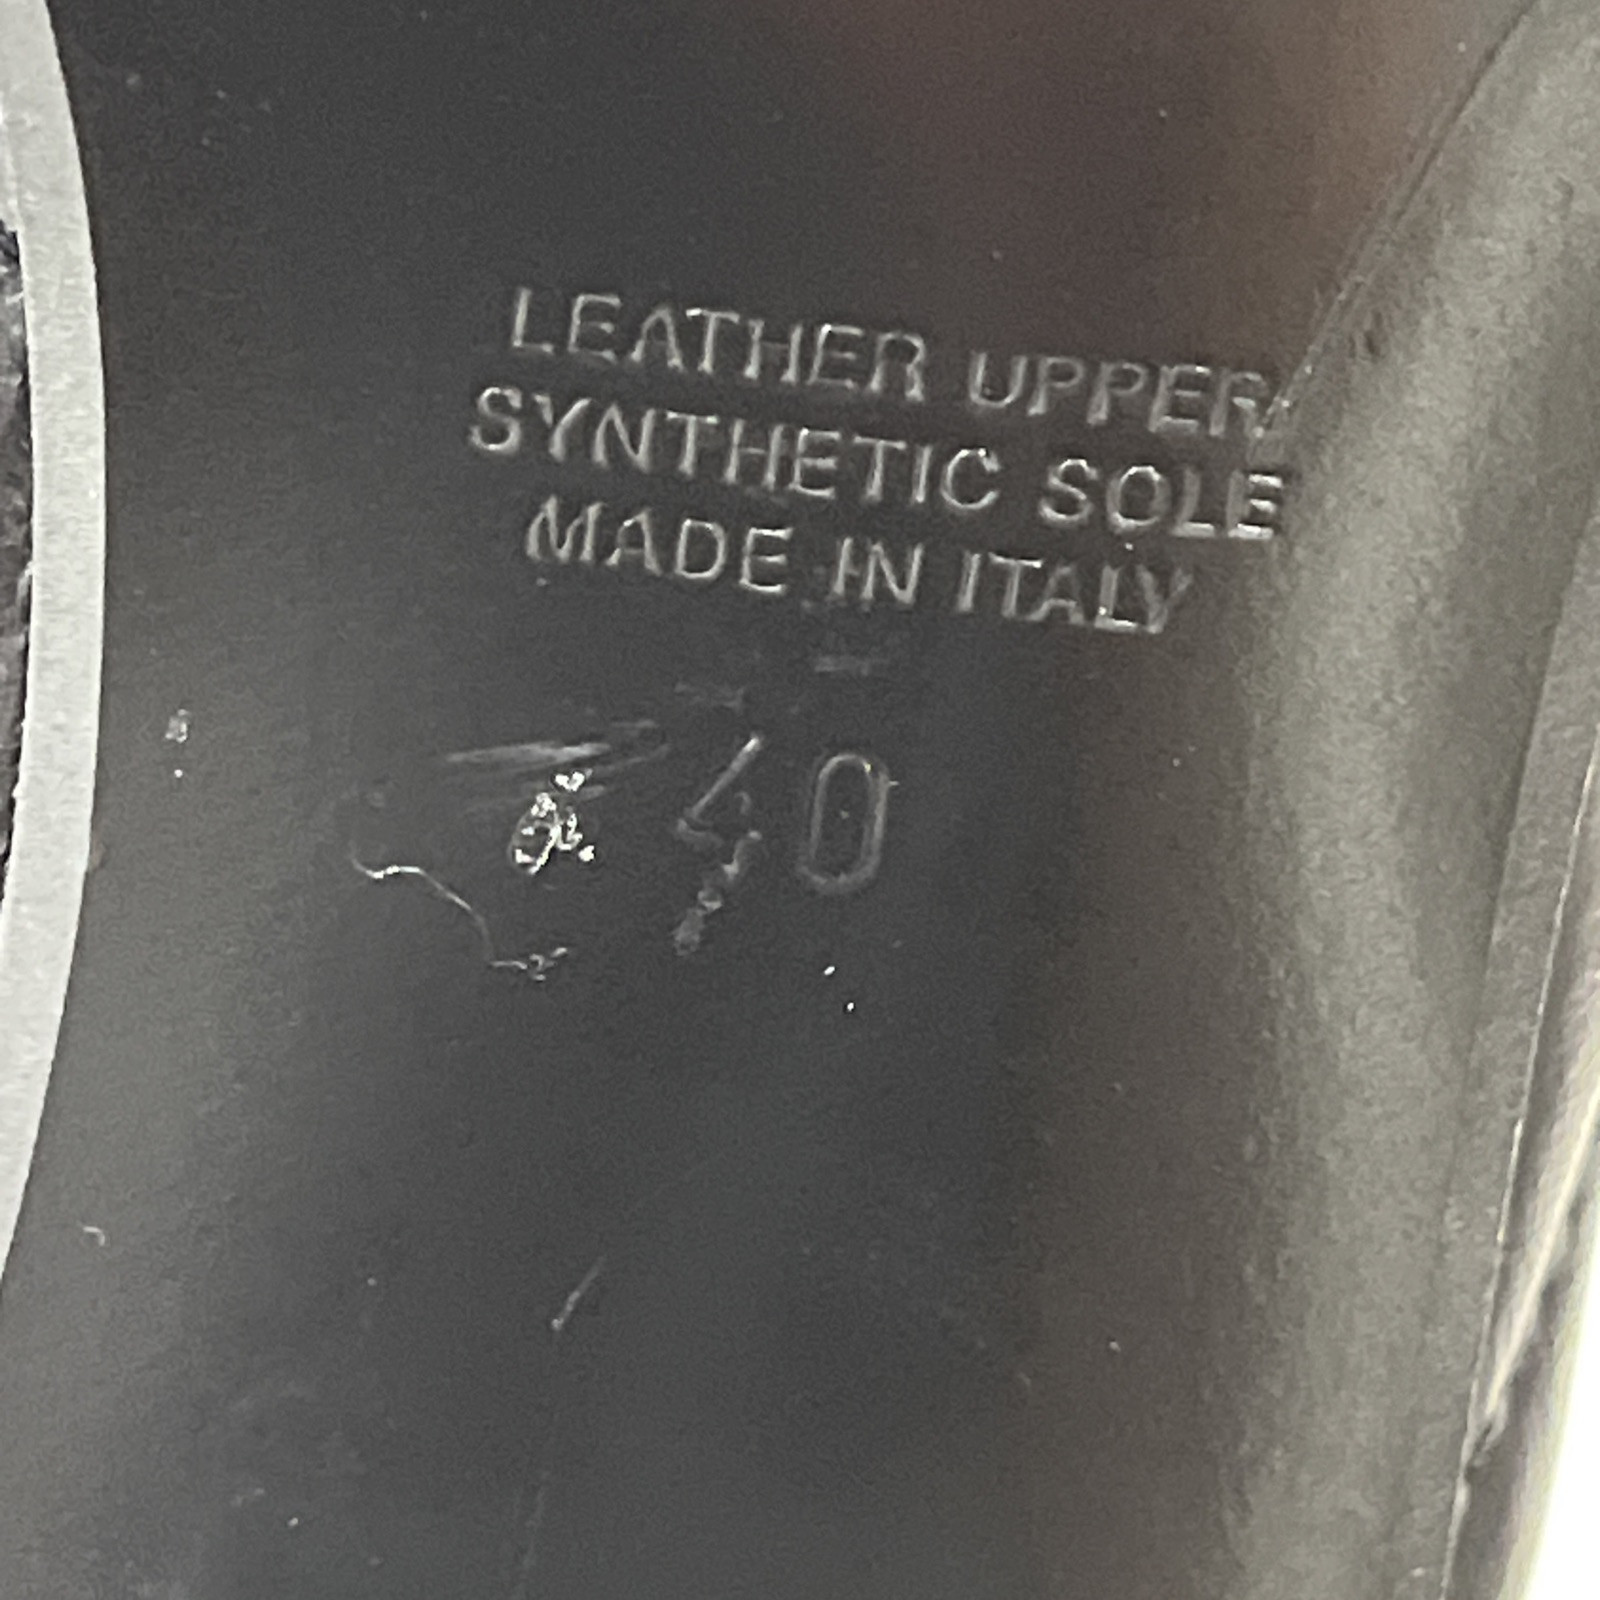 LEATHER UPPER
SYNTHETIC SOLE
MADE IN ITALY
40